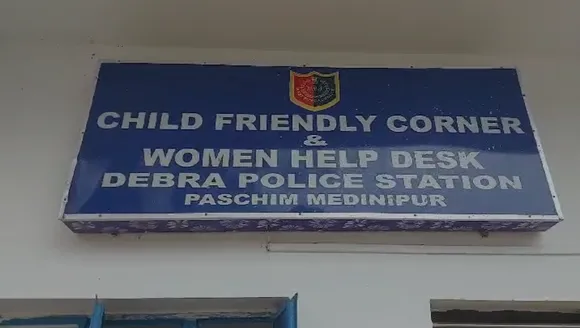 CHILD FRIENDLY CORNER
&
WOMEN HELP DESK
DEBRA POLICE STATION
PASCHIM MEDINIPUR